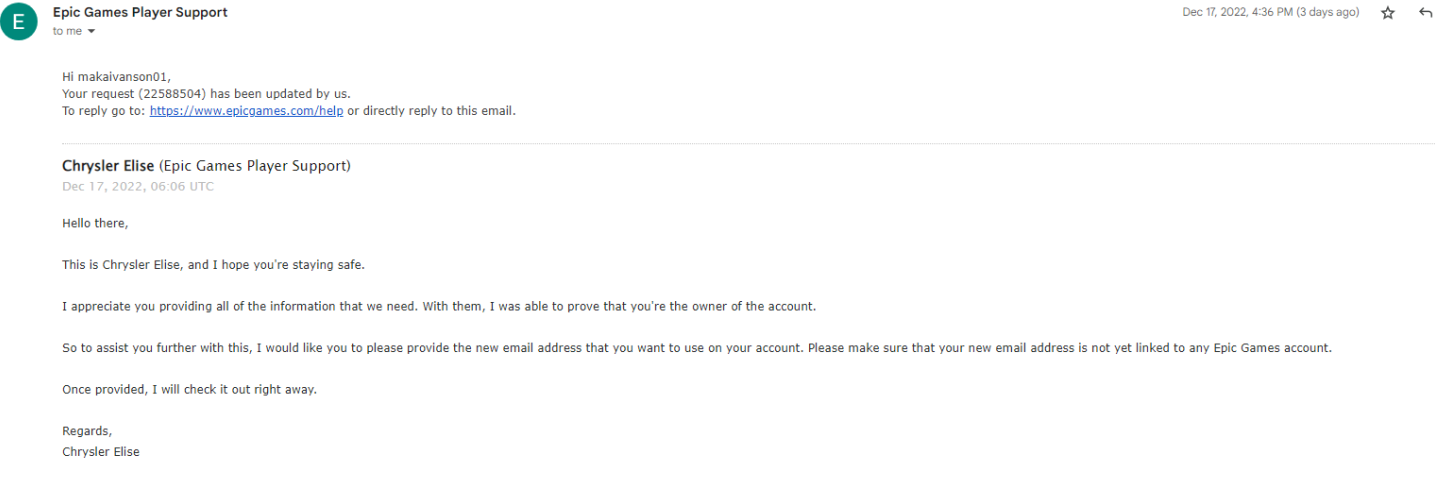 E
Epic Games Player Support
Dec 17, 2022, 4:36 PM (3 days ago)
to me
Hi makaivanson01,
Your request (22588504) has been updated by us.
To reply go to: https://www.epicgames.com/help or directly reply to this email.
Chrysler Elise (Epic Games Player Support)
Dec 17, 2022, 06:06 UTC
Hello there,
This is Chrysler Elise, and I hope you're staying safe.
I appreciate you providing all of the information that we need. With them, I was able to prove that you're the owner of the account.
So to assist you further with this, I would like you to please provide the new email address that you want to use on your account. Please make sure that your new email address is not yet linked to any Epic Games account.
Once provided, I will check it out right away.
Regards,
Chrysler Elise